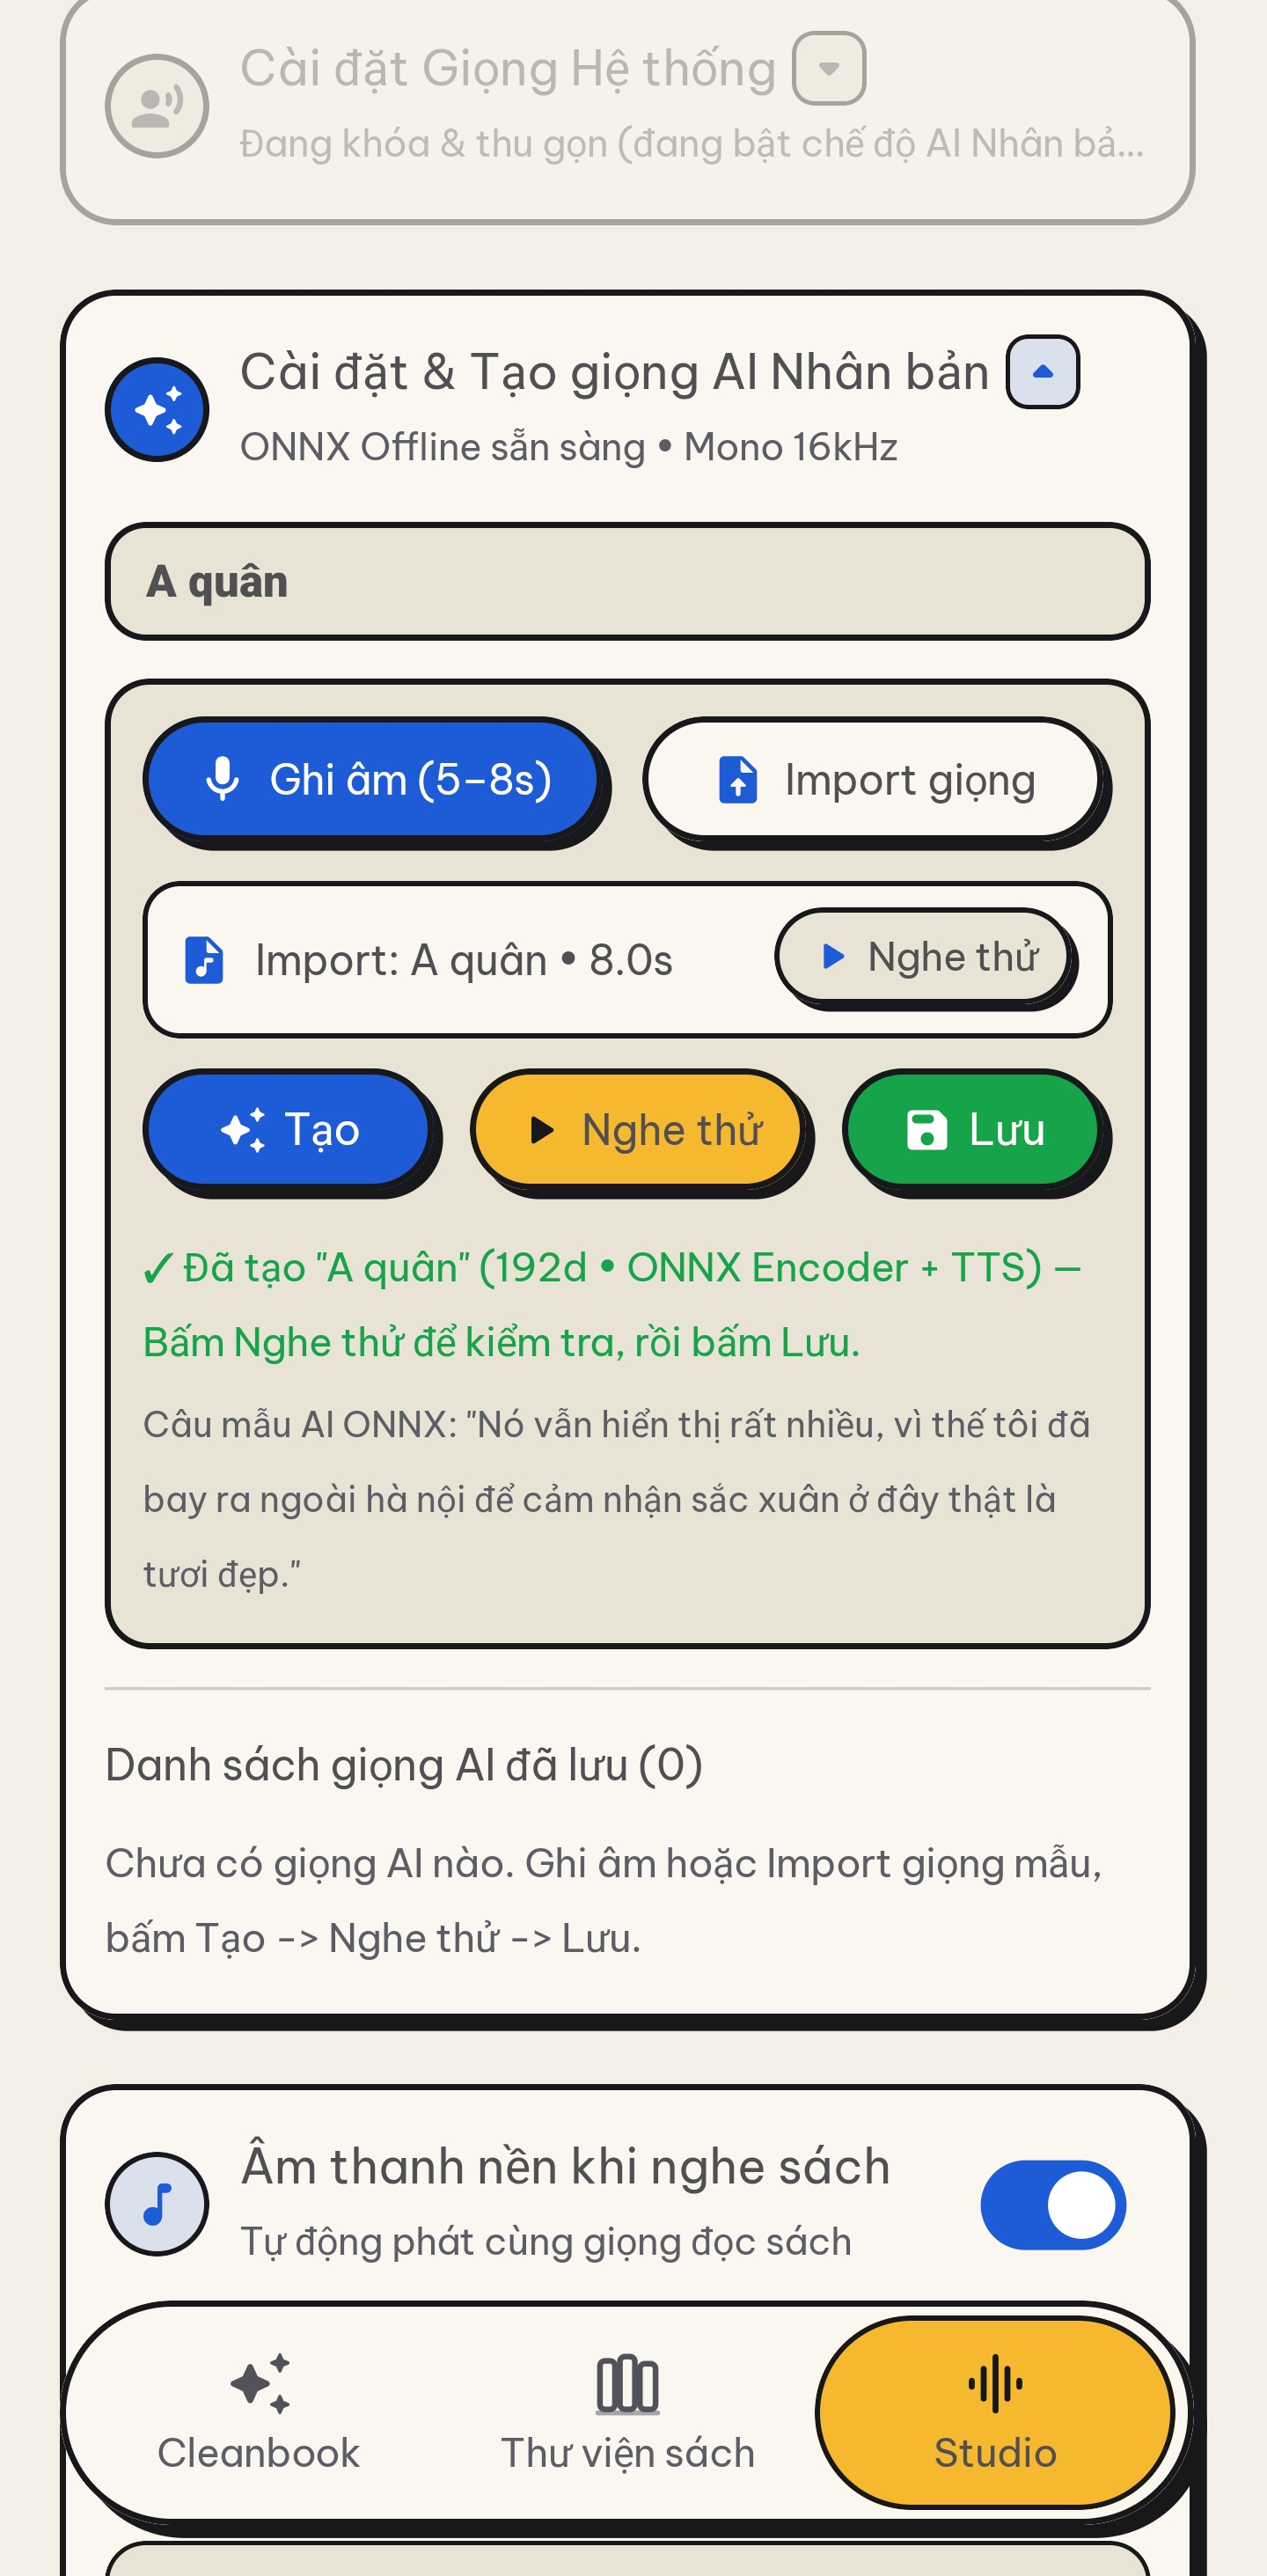 Cài đặt Giọng Hệ thống
Đang khóa & thu gọn (đang bật chế độ AI Nhân bả...
Cài đặt & Tạo giọng AI Nhân bản
ONNX Offline sẵn sàng • Mono 16kHz
A quân
Ghi âm (5–8s)
Import giọng
Import: A quân • 8.0s
Nghe thử
Tạo
Nghe thử
Lưu
✓ Đã tạo "A quân" (192d • ONNX Encoder + TTS) —
Bấm Nghe thử để kiểm tra, rồi bấm Lưu.
Câu mẫu AI ONNX: "Nó vẫn hiển thị rất nhiều, vì thế tôi đã
bay ra ngoài hà nội để cảm nhận sắc xuân ở đây thật là
tươi đẹp."
Danh sách giọng AI đã lưu (0)
Chưa có giọng AI nào. Ghi âm hoặc Import giọng mẫu,
bấm Tạo -> Nghe thử -> Lưu.
Âm thanh nền khi nghe sách
Tự động phát cùng giọng đọc sách
Cleanbook
Thư viện sách
Studio